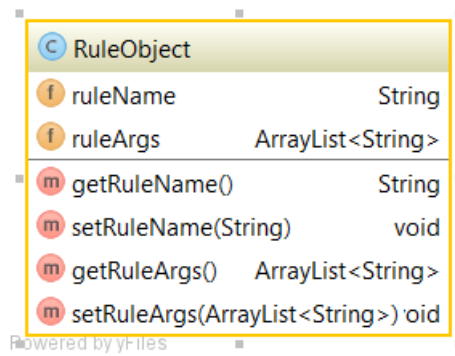 C RuleObject
f ruleName String
f ruleArgs ArrayList<String>
m getRuleName() String
m setRuleName(String) void
m getRuleArgs() ArrayList<String>
m setRuleArgs(ArrayList<String>) void
Powered by yFiles